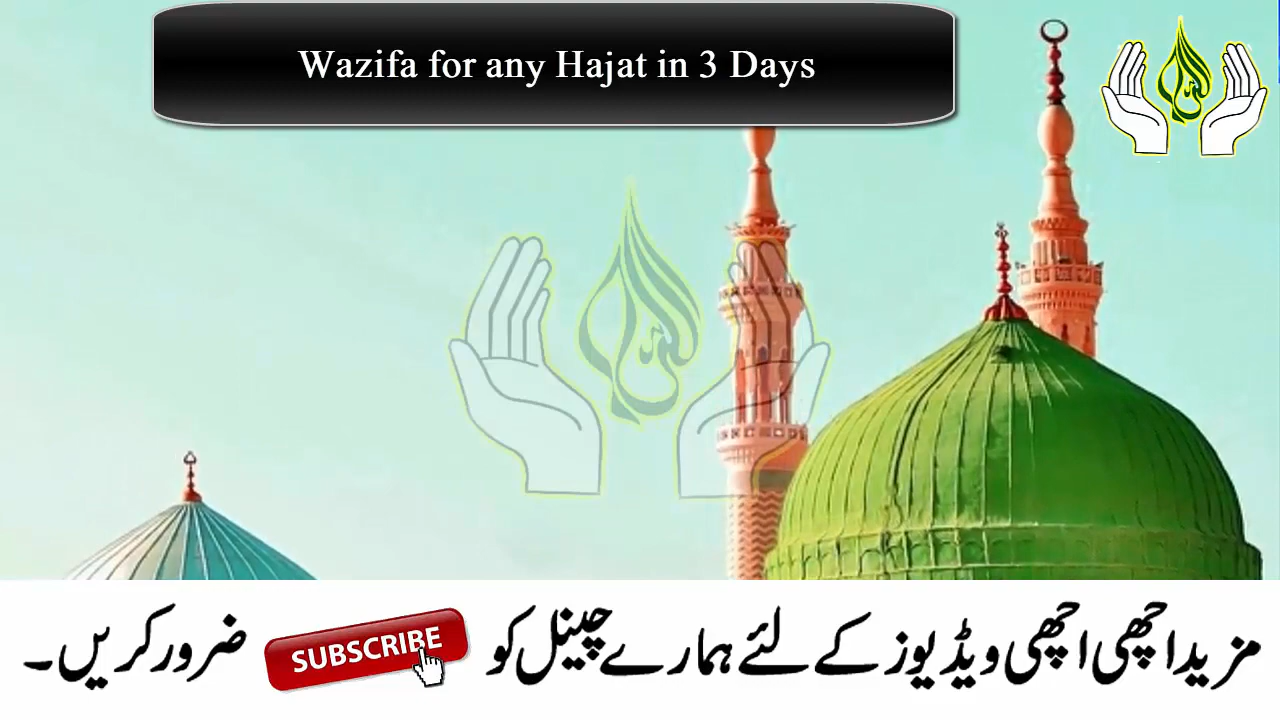 Wazifa for any Hajat in 3 Days
مزید اچھی اچھی ویڈیوز کے لئے ہمارے چینل کو SUBSCRIBE ضرور کریں۔